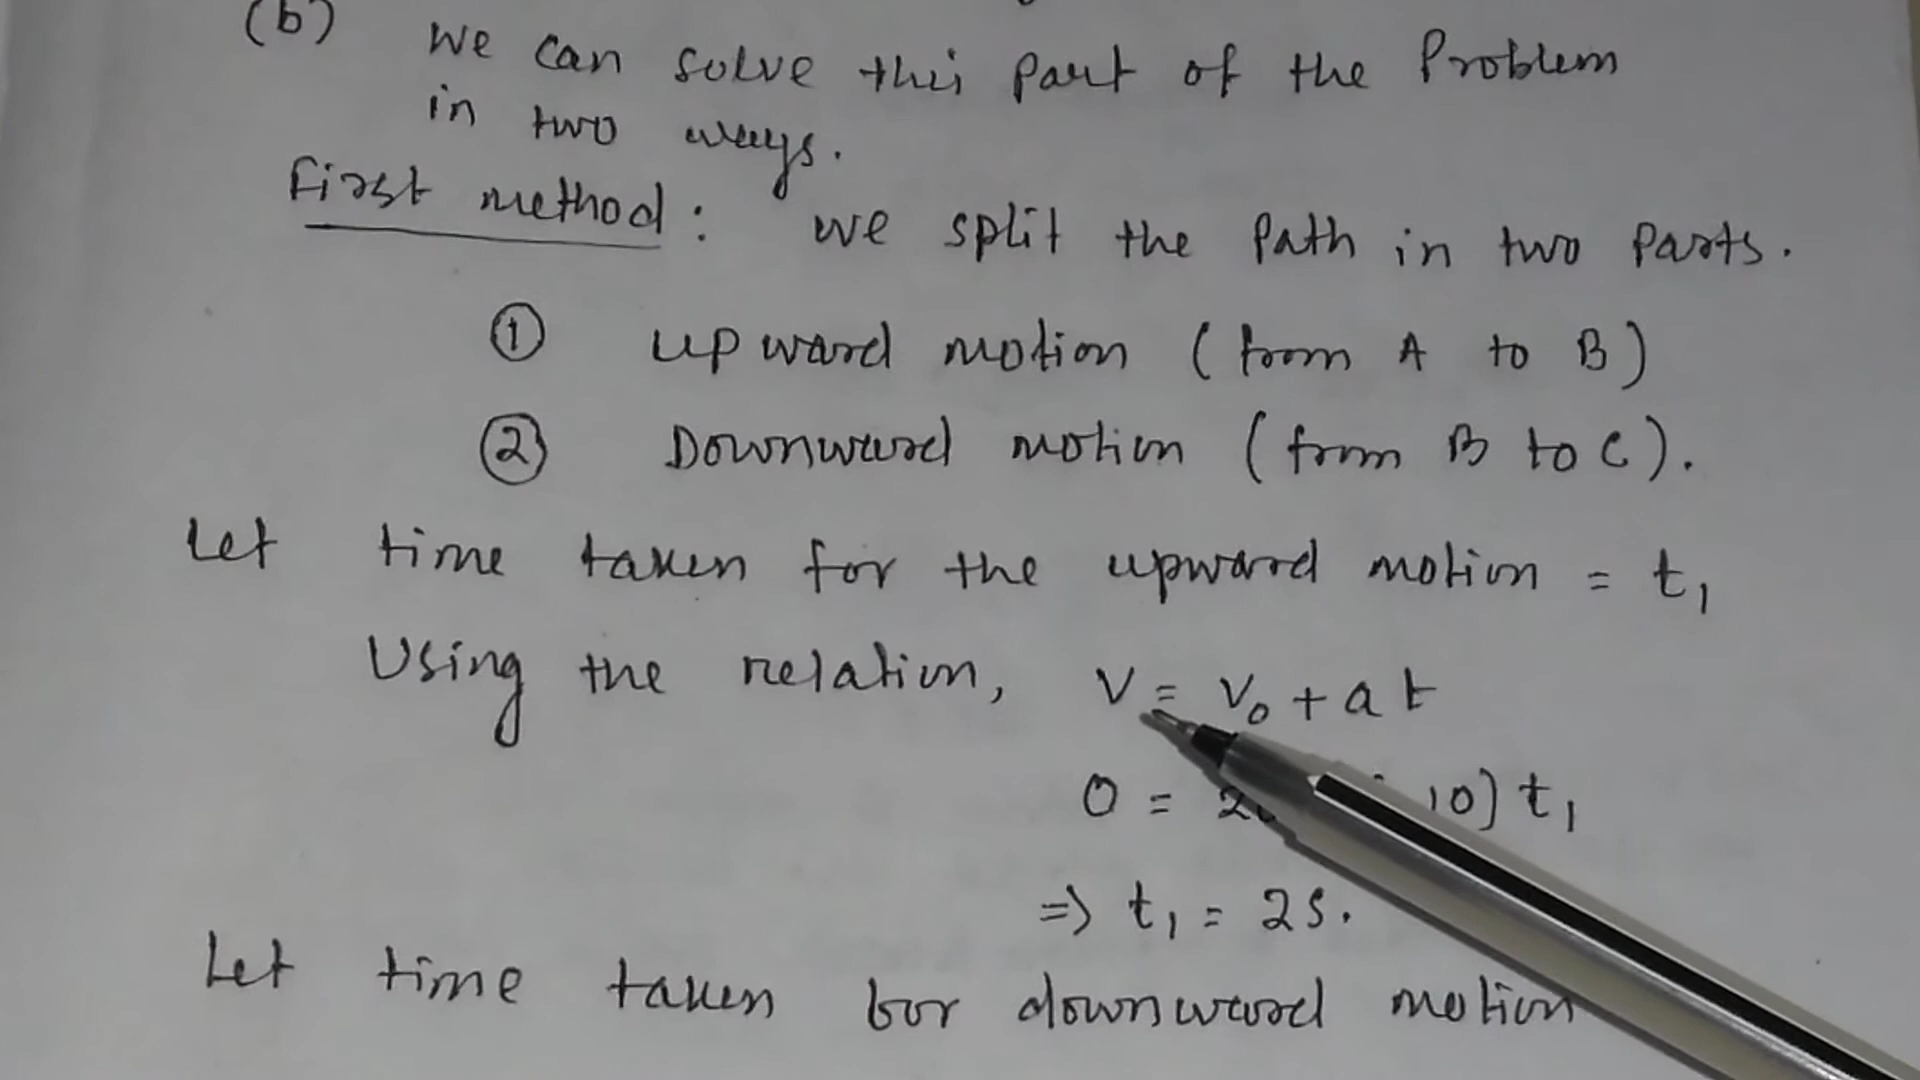 (b) we can solve this part of the Problem
in two ways.
First method : we split the Path in two Parts.
① upward motion (from A to B)
② Downward motion (from B to C).
Let time taken for the upward motion = t₁
Using the relation, v = v₀ + at
0 = 10) t₁
=> t₁ = 2s.
Let time taken for downward motion